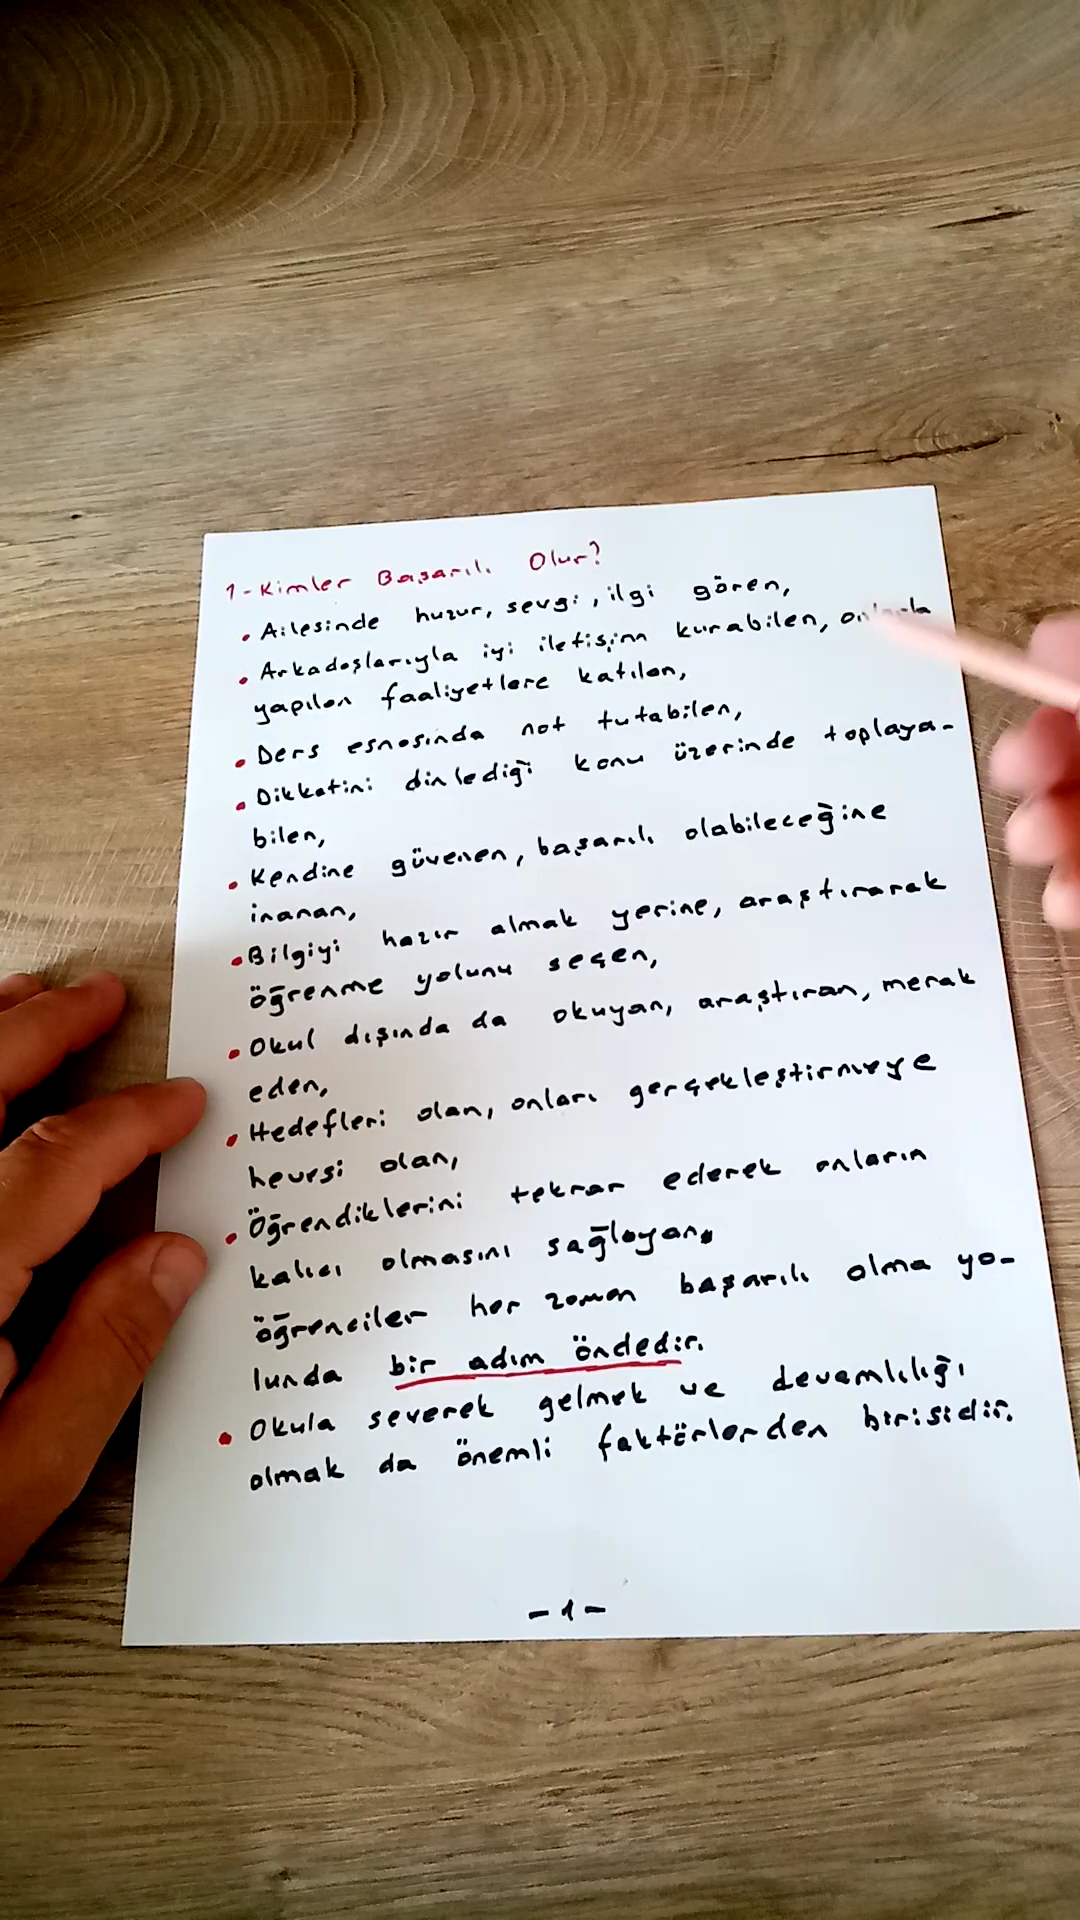 1-Kimler Başarılı Olur?
• Ailesinde huzur, sevgi, ilgi gören,
• Arkadaşlarıyla iyi iletişim kurabilen,
yapılan faaliyetlere katılan,
• Ders esnasında not tutabilen,
• Dikkatini dinlediği konu üzerinde toplaya-
bilen,
• Kendine güvenen, başarılı olabileceğine
inanan,
• Bilgiyi hazır almak yerine, araştırarak
öğrenme yolunu seçen,
• Okul dışında da okuyan, araştıran, merak
eden,
• Hedefleri olan, onları gerçekleştirmeye
hevesi olan,
• Öğrendiklerini tekrar ederek onların
kalıcı olmasını sağlayan,
öğrenciler her zaman başarılı olma yo-
lunda bir adım öndedir.
• Okula severek gelmek ve devamlılığı
olmak da önemli faktörlerden birisidir.
- 1 -